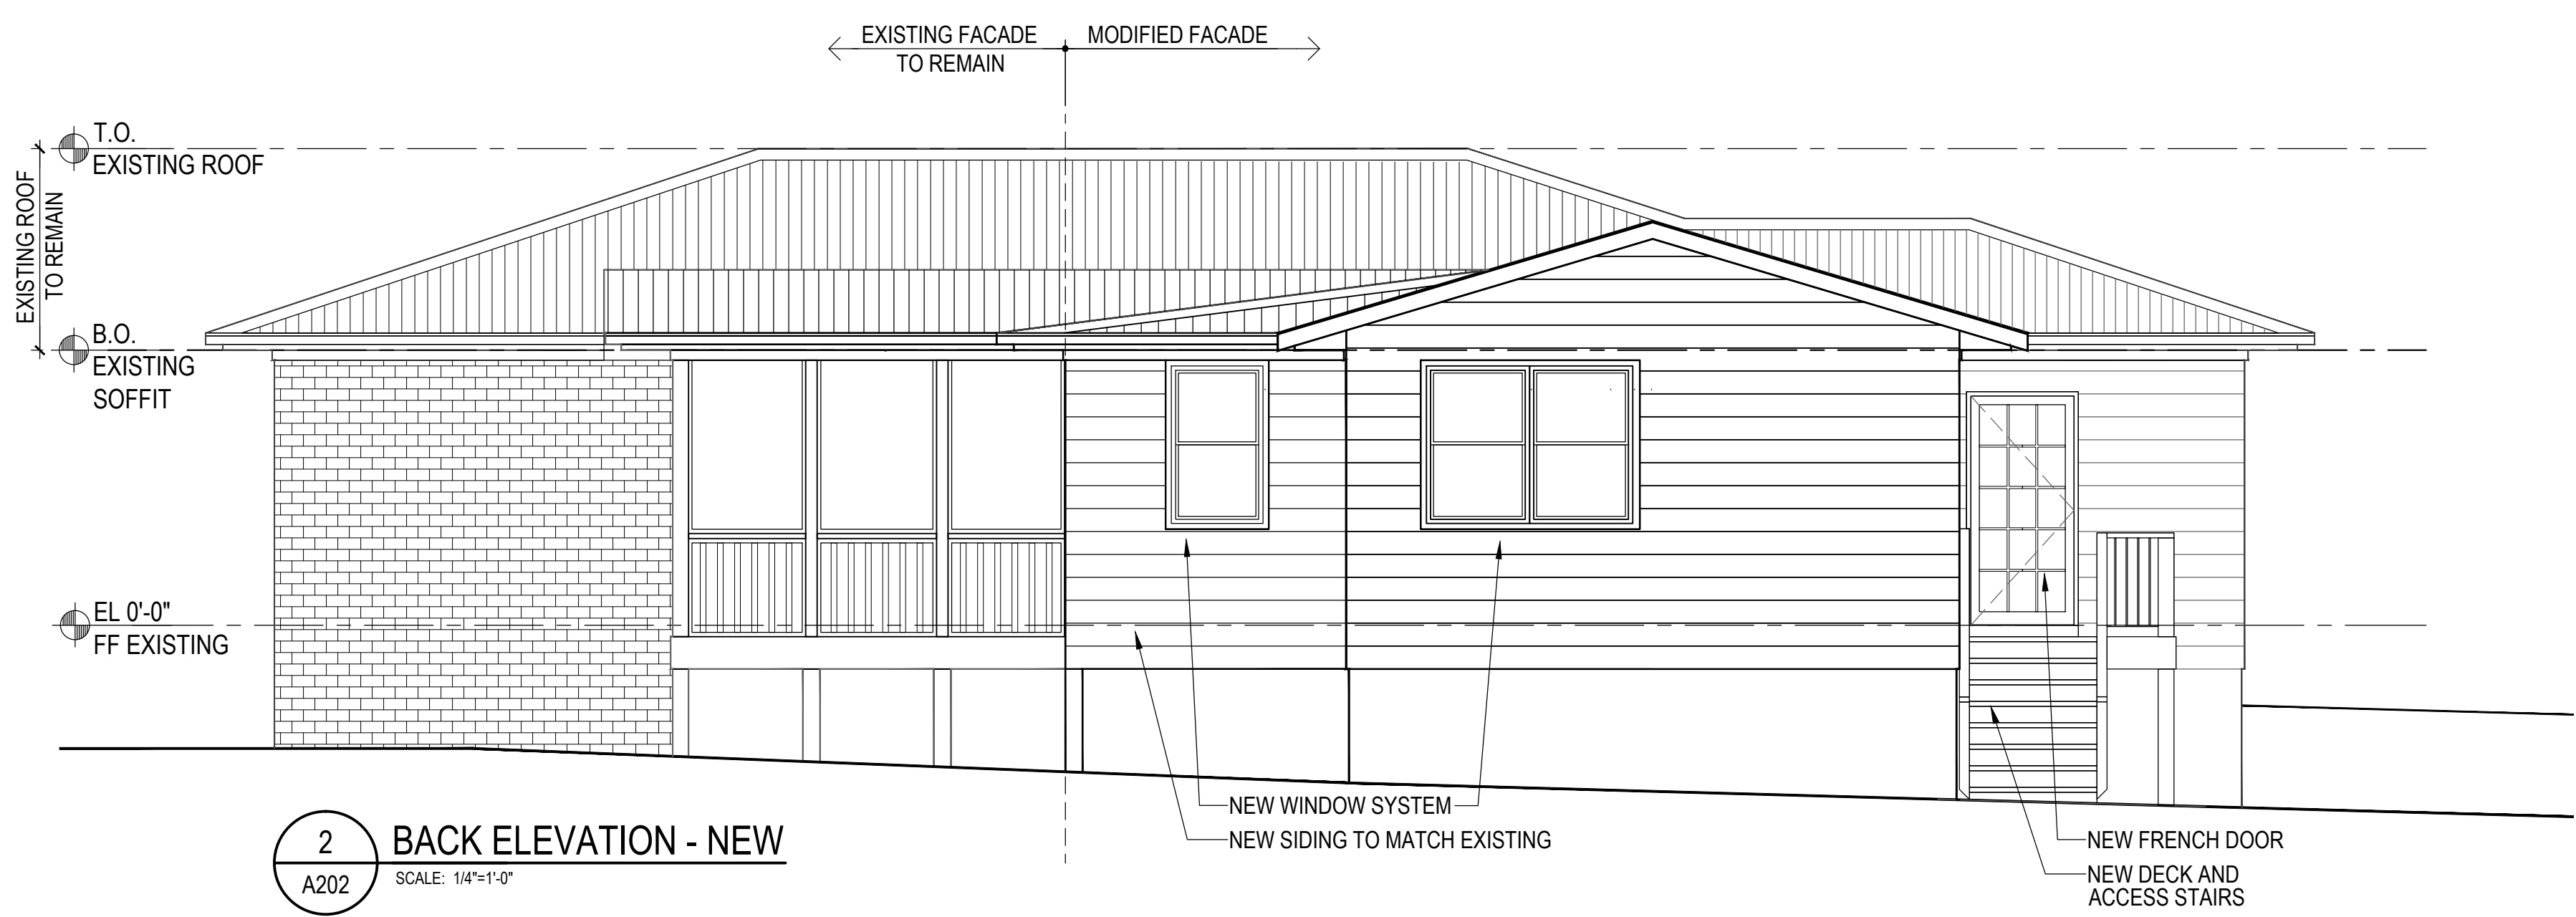 EXISTING FACADE
TO REMAIN
MODIFIED FACADE
T.O.
EXISTING ROOF
EXISTING ROOF
TO REMAIN
B.O.
EXISTING
SOFFIT
EL 0'-0"
FF EXISTING
NEW WINDOW SYSTEM
NEW SIDING TO MATCH EXISTING
NEW FRENCH DOOR
NEW DECK AND
ACCESS STAIRS
2
A202
BACK ELEVATION - NEW
SCALE: 1/4"=1'-0"